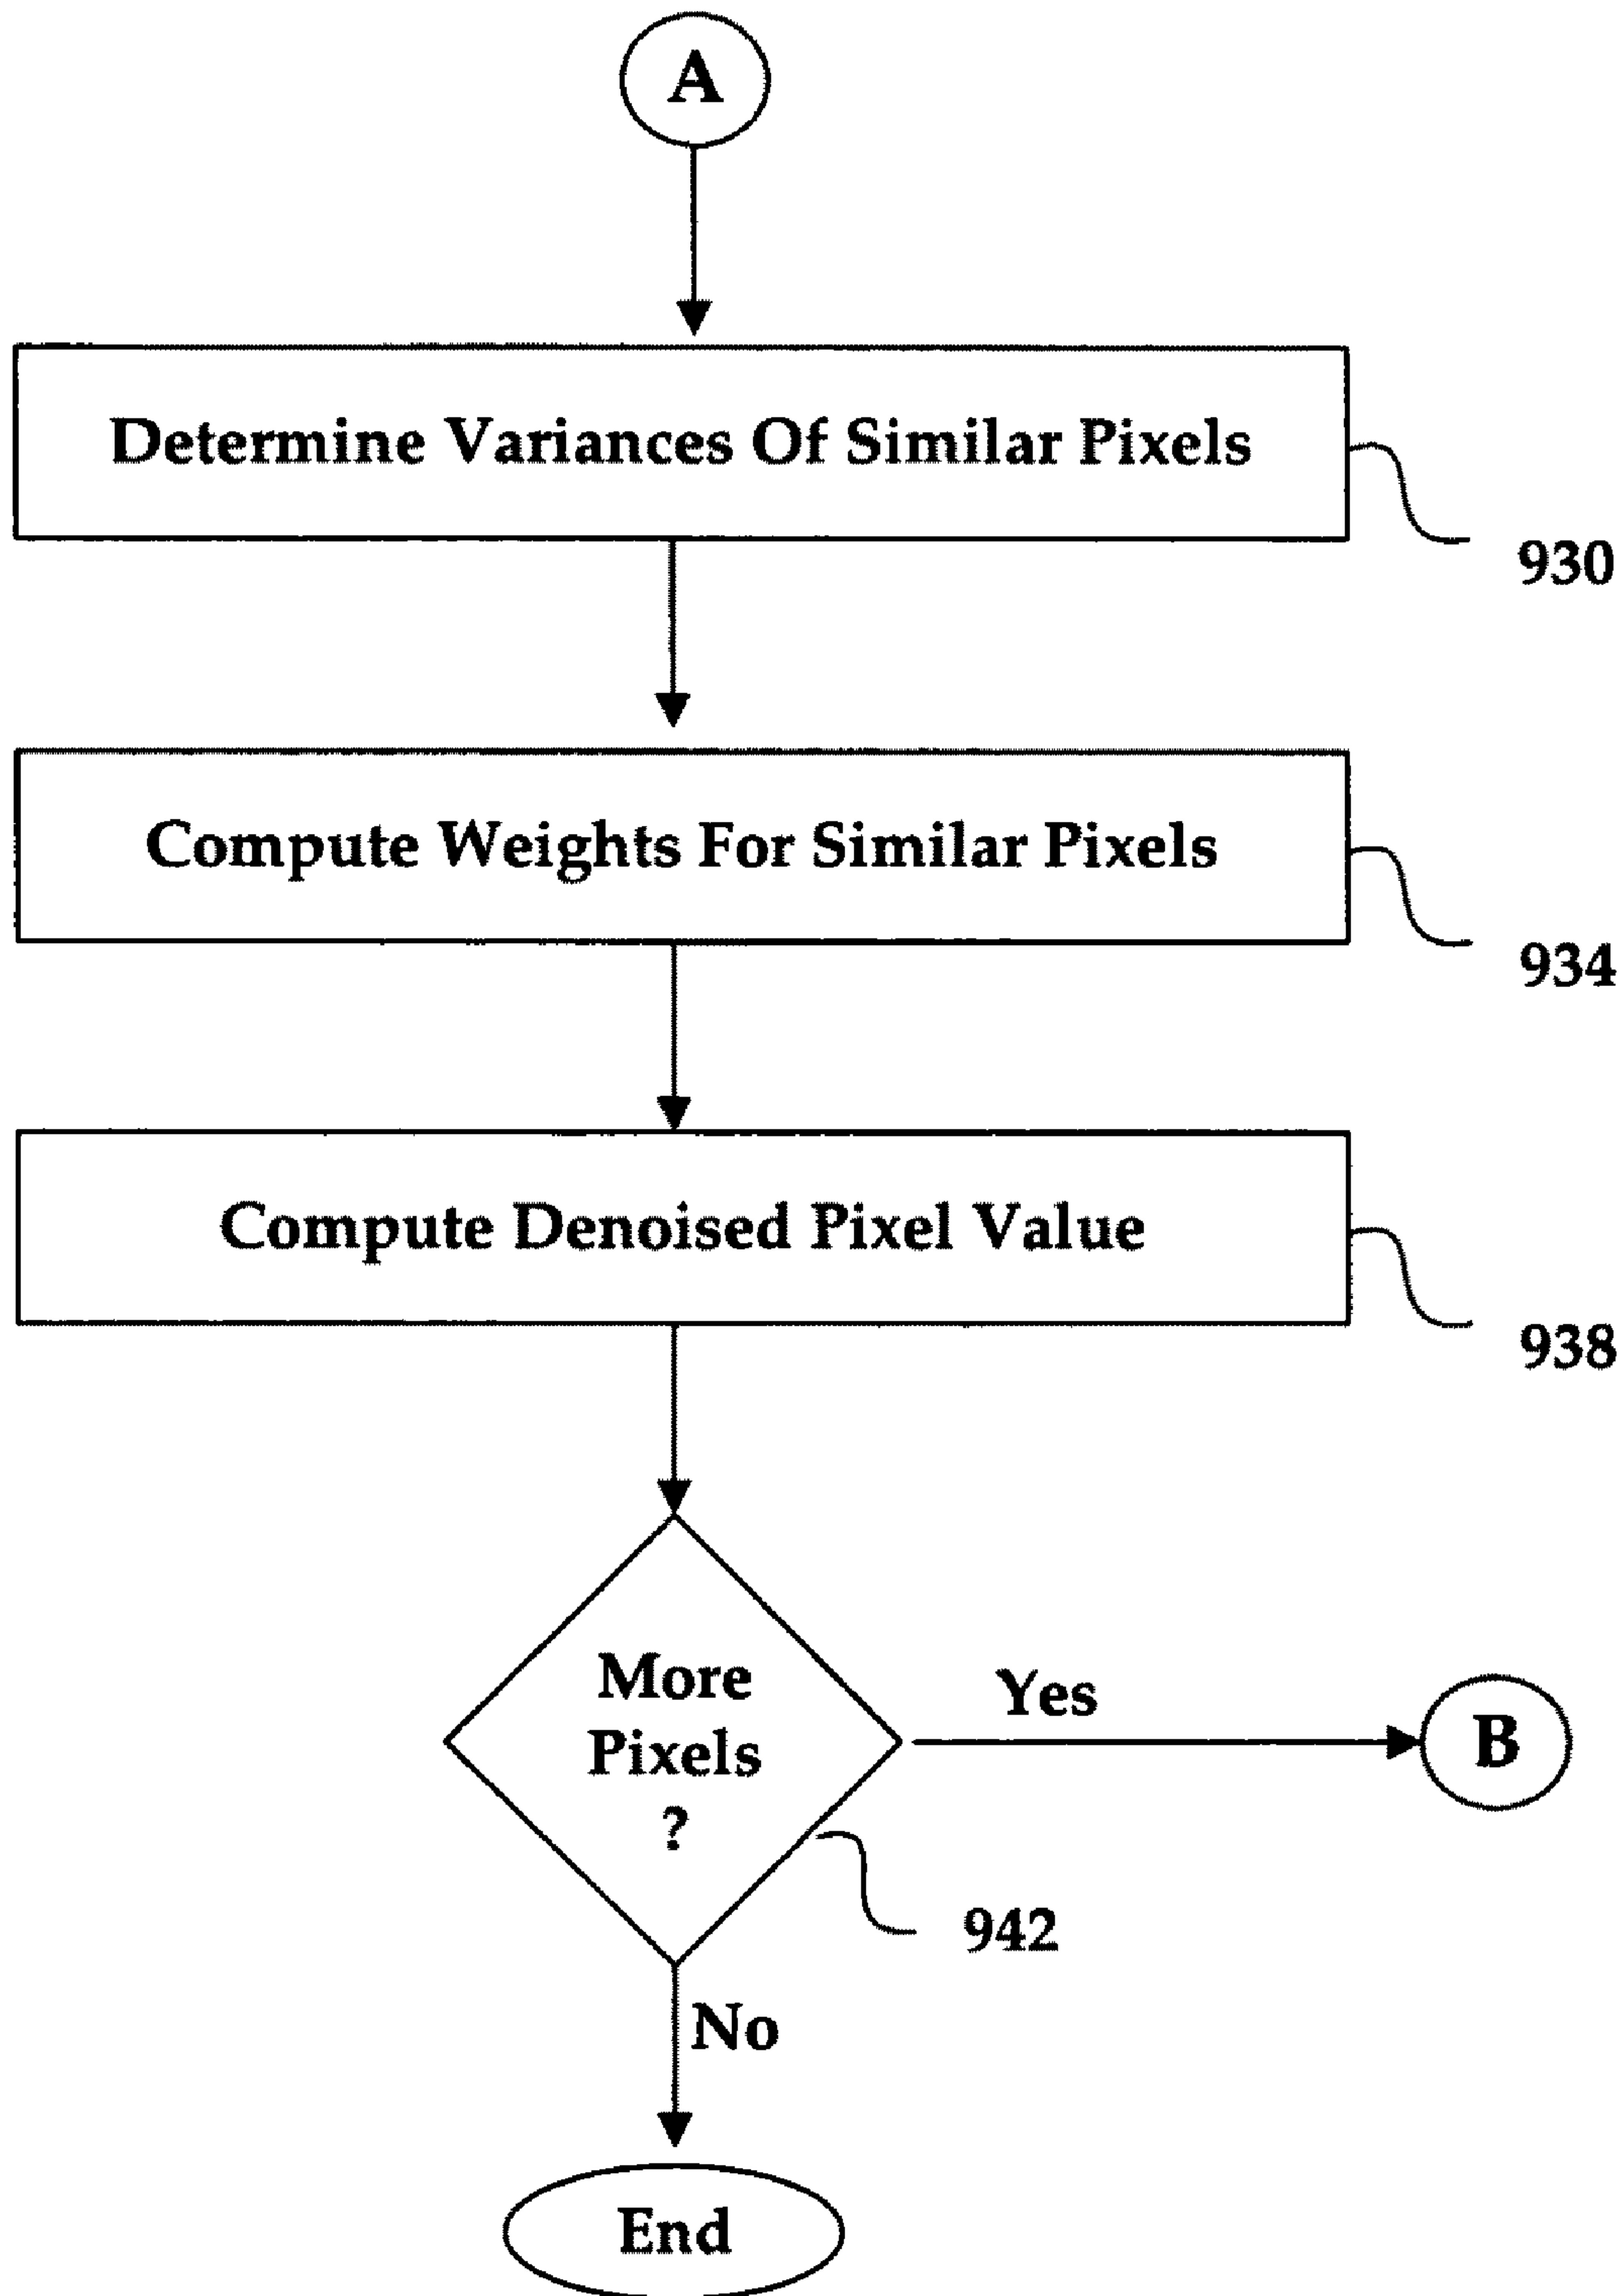 A
Determine Variances Of Similar Pixels
930
Compute Weights For Similar Pixels
934
Compute Denoised Pixel Value
938
More
Pixels
?
Yes
B
942
No
End